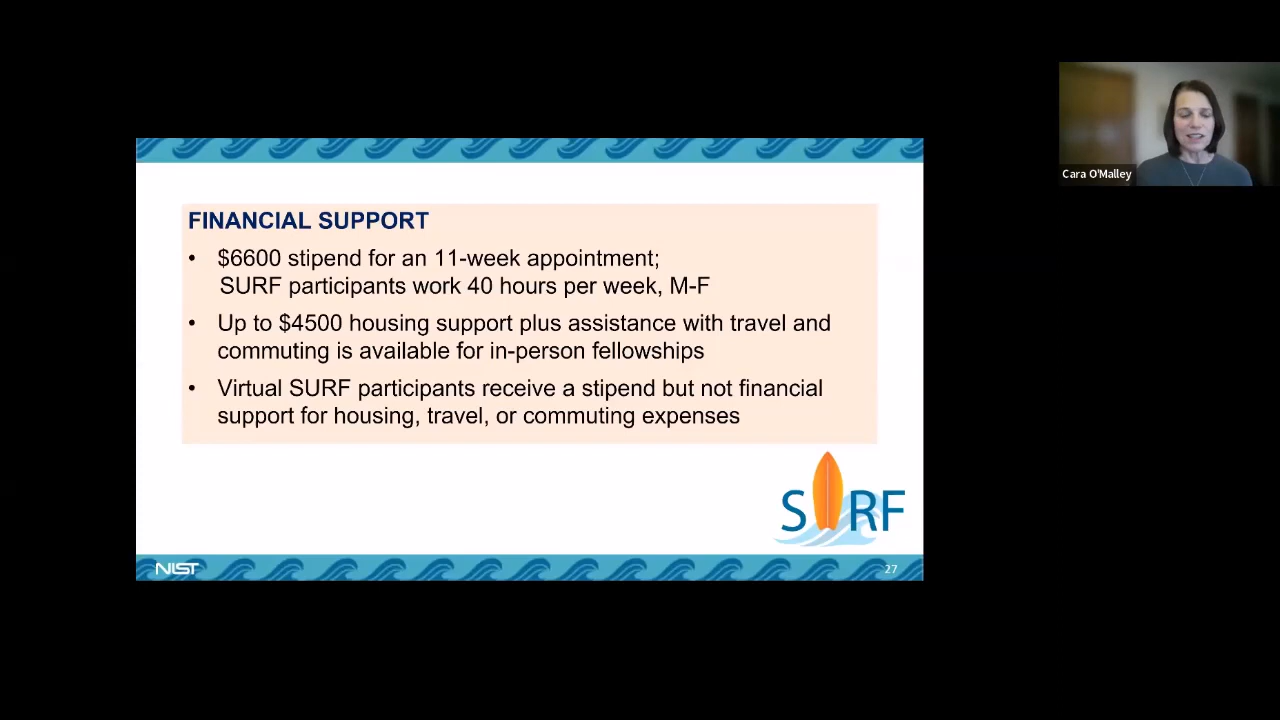 FINANCIAL SUPPORT
• $6600 stipend for an 11-week appointment;
SURF participants work 40 hours per week, M-F
• Up to $4500 housing support plus assistance with travel and
commuting is available for in-person fellowships
• Virtual SURF participants receive a stipend but not financial
support for housing, travel, or commuting expenses
SURF
NIST
27
Cara O'Malley